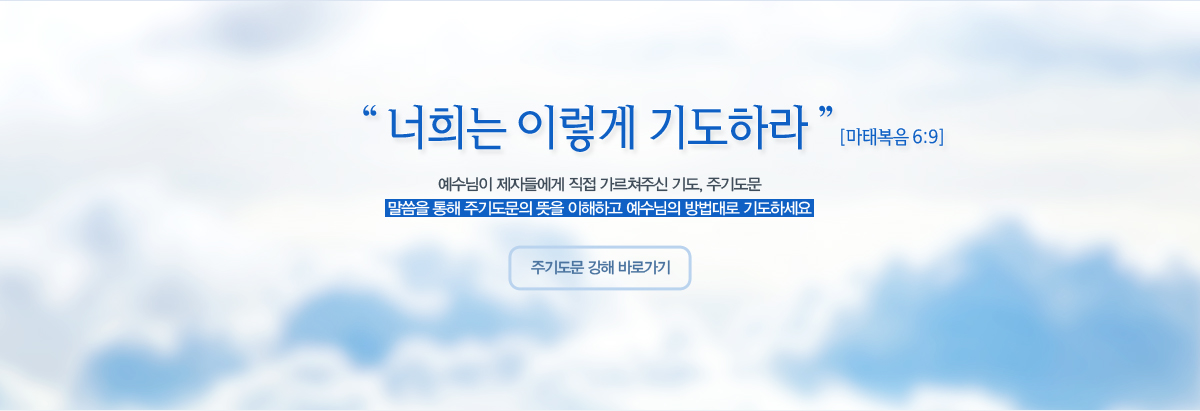 “ 너희는 이렇게 기도하라 ” [마태복음 6:9]
예수님이 제자들에게 직접 가르쳐주신 기도, 주기도문
말씀을 통해 주기도문의 뜻을 이해하고 예수님의 방법대로 기도하세요
주기도문 강해 바로가기